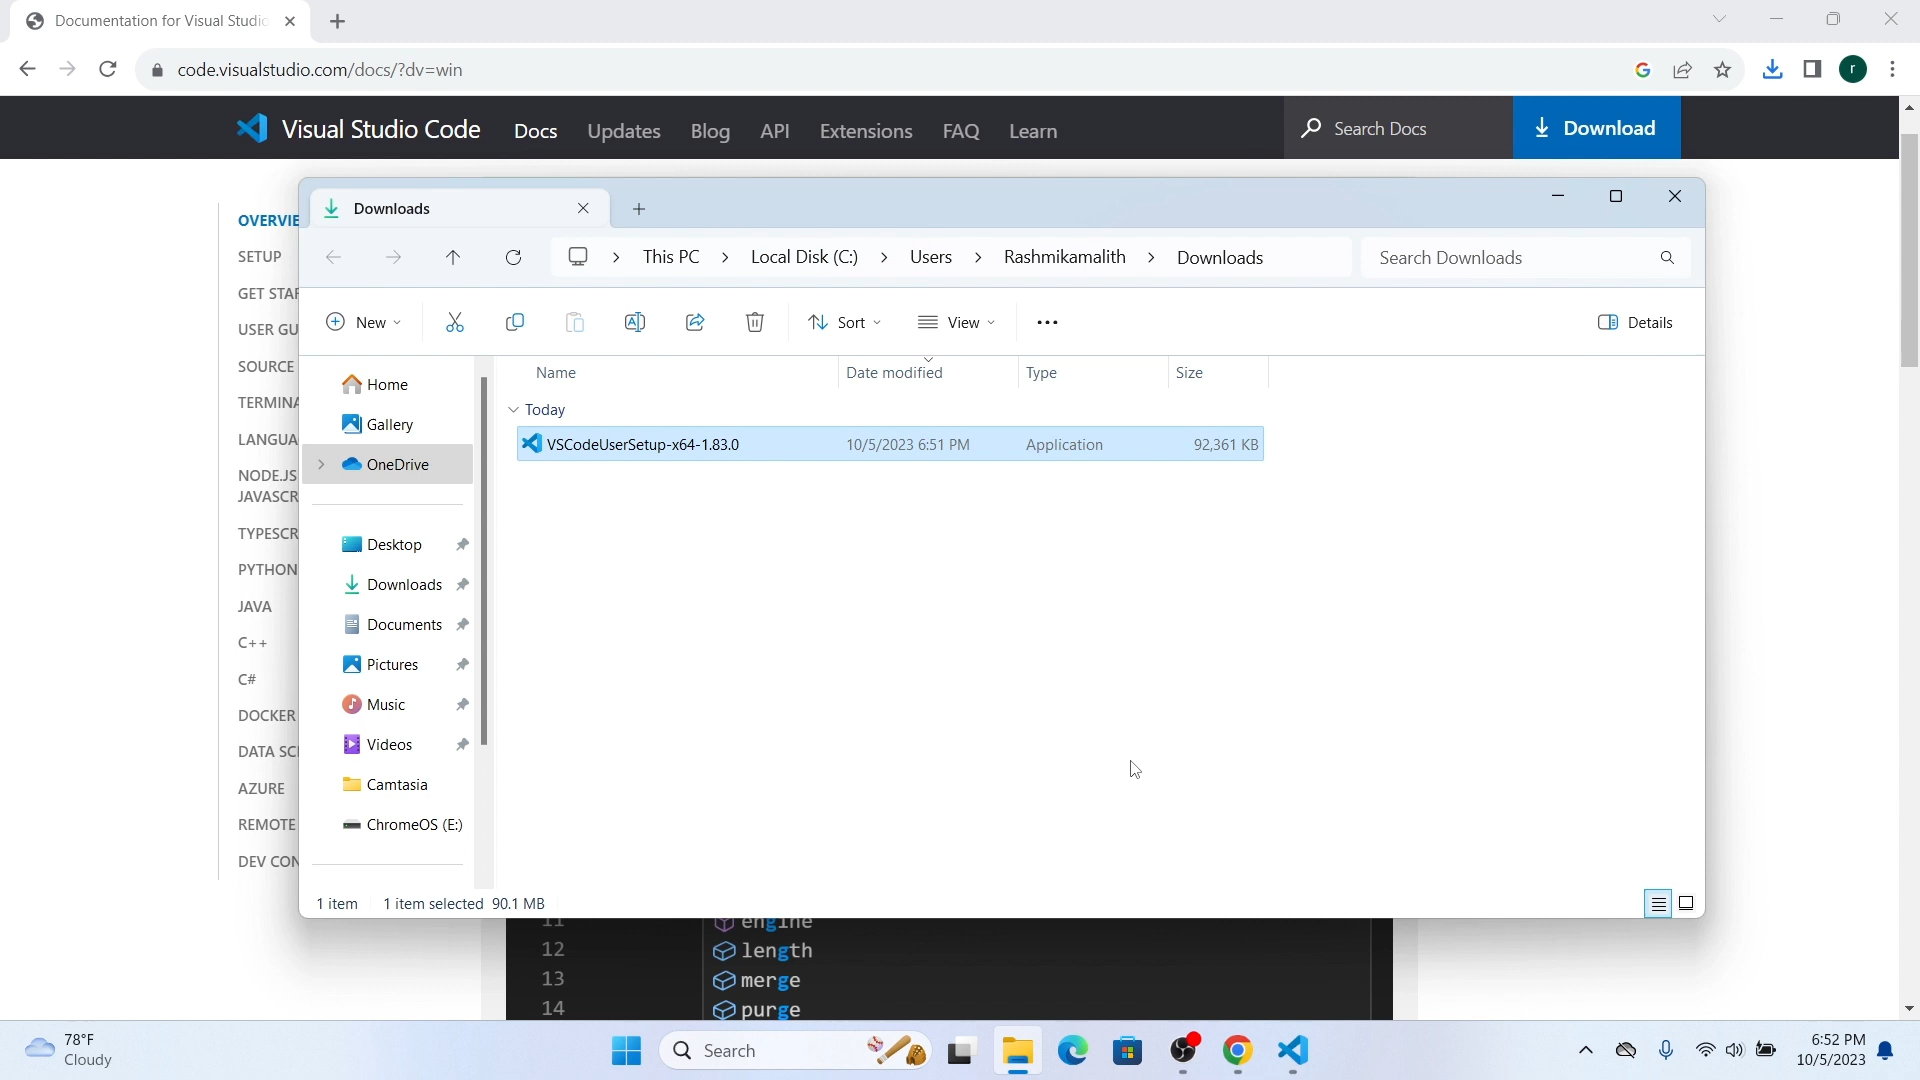 Documentation for Visual Studio
code.visualstudio.com/docs/?dv=win
r
Visual Studio Code
Docs
Updates
Blog
API
Extensions
FAQ
Learn
Search Docs
Download
OVERVIE
SETUP
GET STAR
USER GU
SOURCE
TERMINA
LANGUA
NODE.JS
JAVASCR
TYPESCR
PYTHON
JAVA
C++
C#
DOCKER
DATA SCI
AZURE
REMOTE
DEV CON
Downloads
This PC > Local Disk (C:) > Users > Rashmikamalith > Downloads
Search Downloads
New
Sort
View
Details
Home
Gallery
OneDrive
Desktop
Downloads
Documents
Pictures
Music
Videos
Camtasia
ChromeOS (E:)
Name
Date modified
Type
Size
Today
VSCodeUserSetup-x64-1.83.0
10/5/2023 6:51 PM
Application
92,361 KB
1 item
1 item selected 90.1 MB
11 engine
12 length
13 merge
14 purge
78°F
Cloudy
Search
6:52 PM
10/5/2023